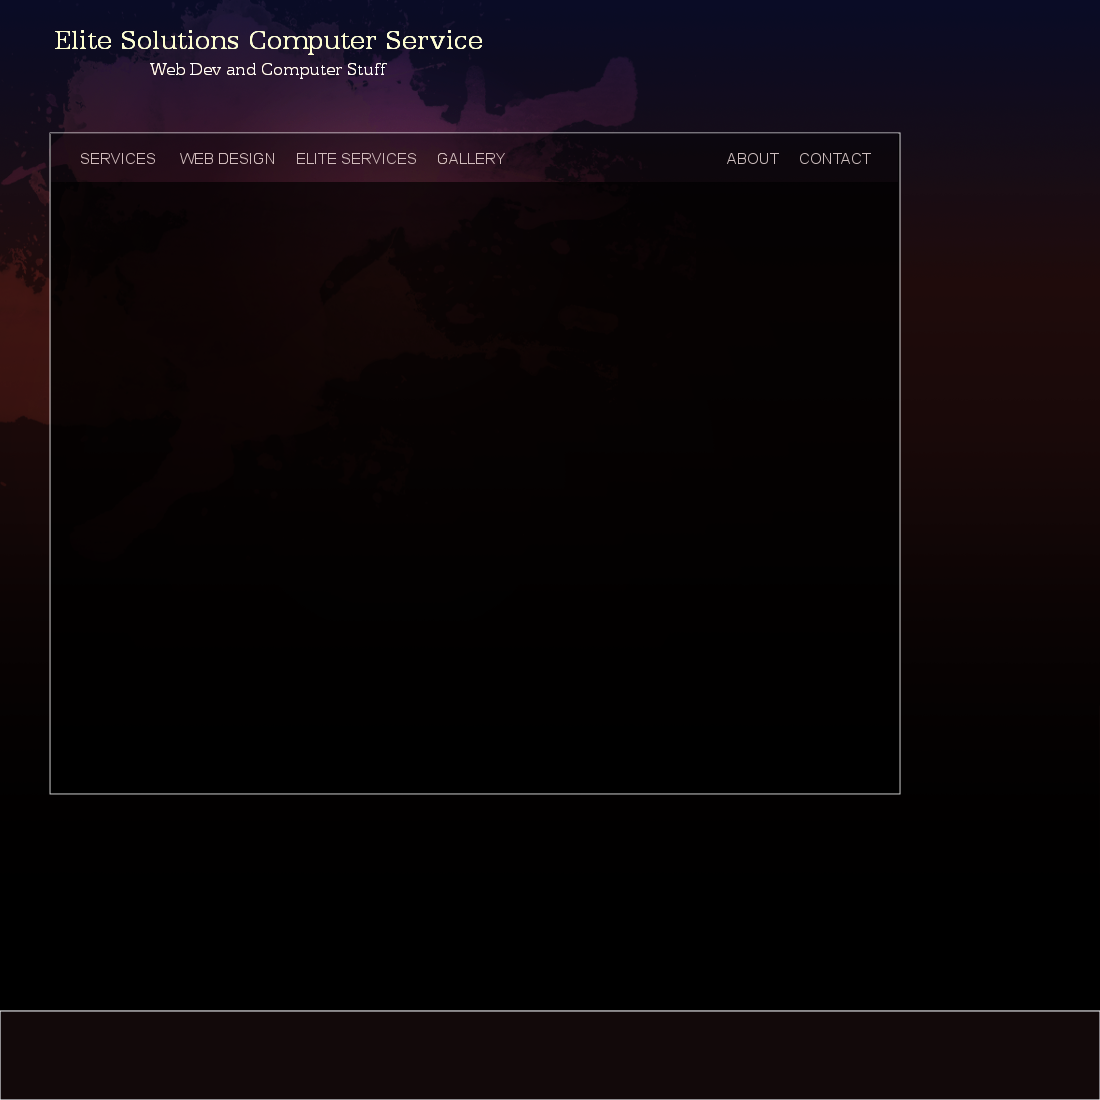 Elite Solutions Computer Service
Web Dev and Computer Stuff
SERVICES WEB DESIGN ELITE SERVICES GALLERY ABOUT CONTACT